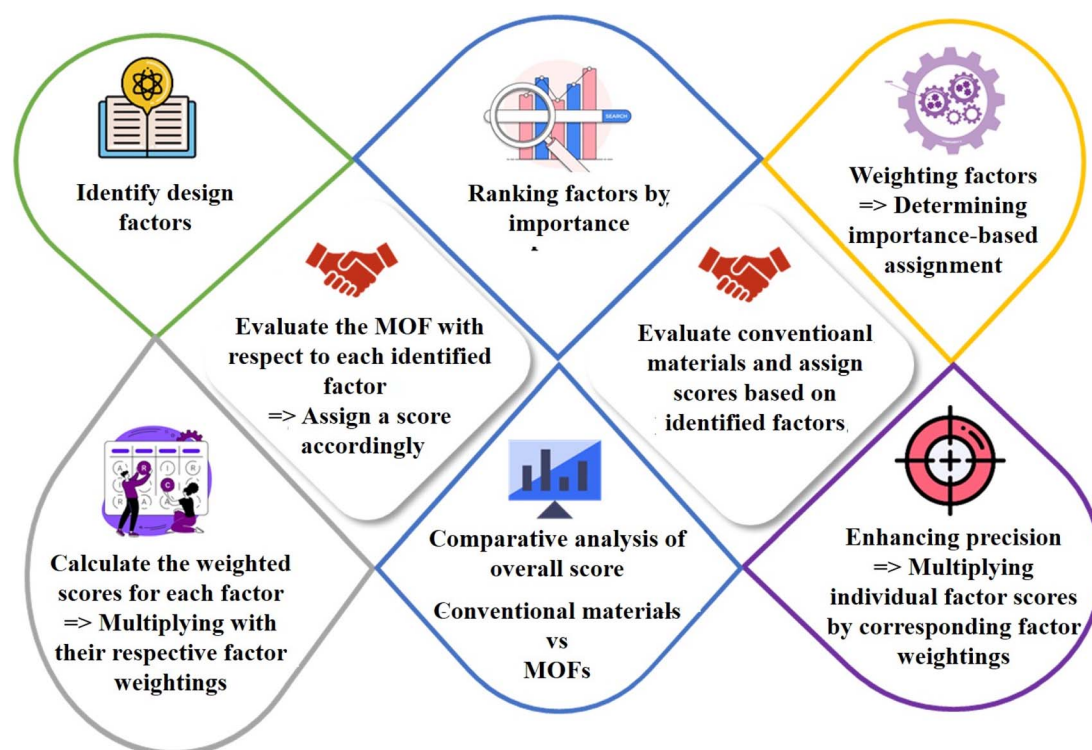 SEARCH
Identify design
factors
Ranking factors by
importance
Weighting factors
=> Determining
importance-based
assignment
Evaluate the MOF with
respect to each identified
factor
=> Assign a score
accordingly
Evaluate conventioanl
materials and assign
scores based on
identified factors
Calculate the weighted
scores for each factor
=> Multiplying with
their respective factor
weightings
Comparative analysis of
overall score
Conventional materials
vs
MOFs
Enhancing precision
=> Multiplying
individual factor scores
by corresponding factor
weightings